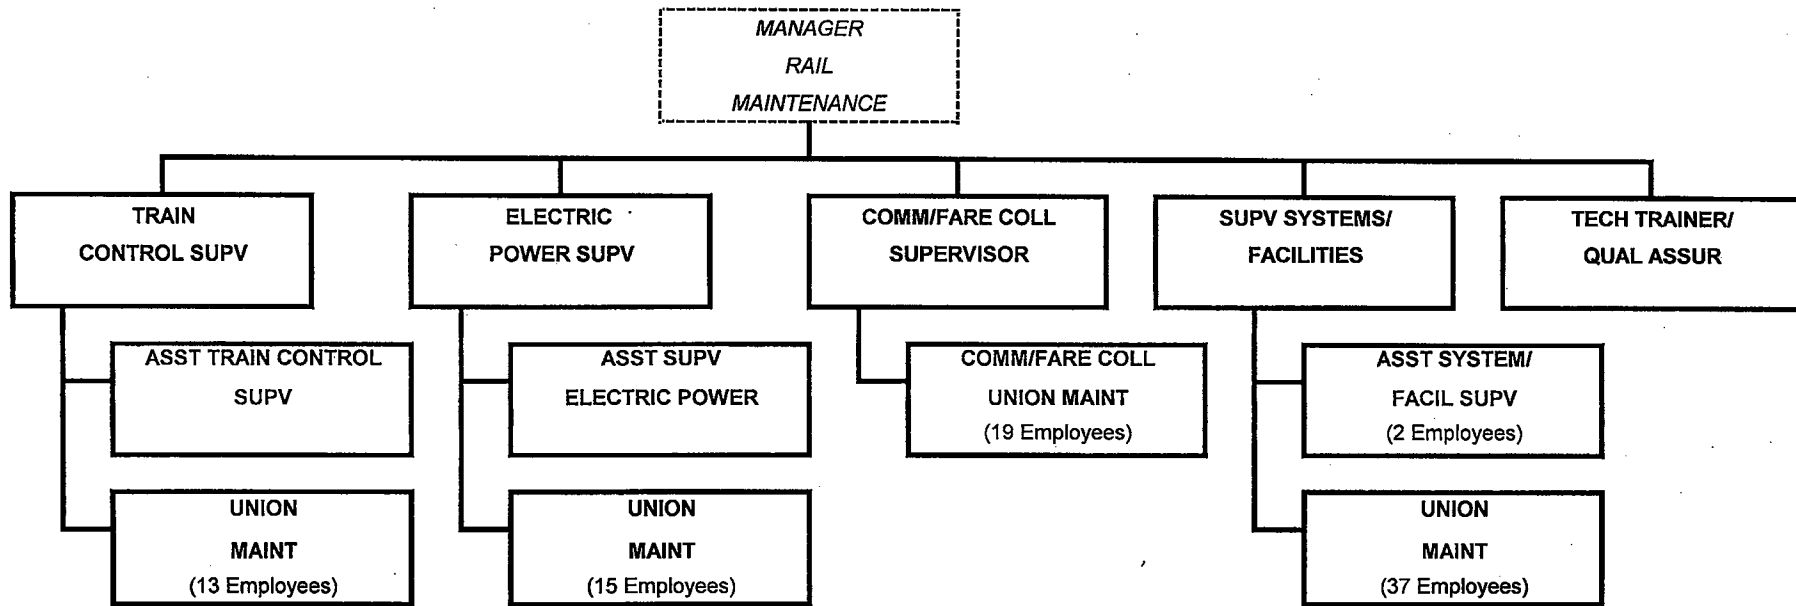 MANAGER
RAIL
MAINTENANCE
TRAIN
CONTROL SUPV
ELECTRIC
POWER SUPV
COMM/FARE COLL
SUPERVISOR
SUPV SYSTEMS/
FACILITIES
TECH TRAINER/
QUAL ASSUR
ASST TRAIN CONTROL
SUPV
ASST SUPV
ELECTRIC POWER
COMM/FARE COLL
UNION MAINT
(19 Employees)
ASST SYSTEM/
FACIL SUPV
(2 Employees)
UNION
MAINT
(13 Employees)
UNION
MAINT
(15 Employees)
UNION
MAINT
(37 Employees)